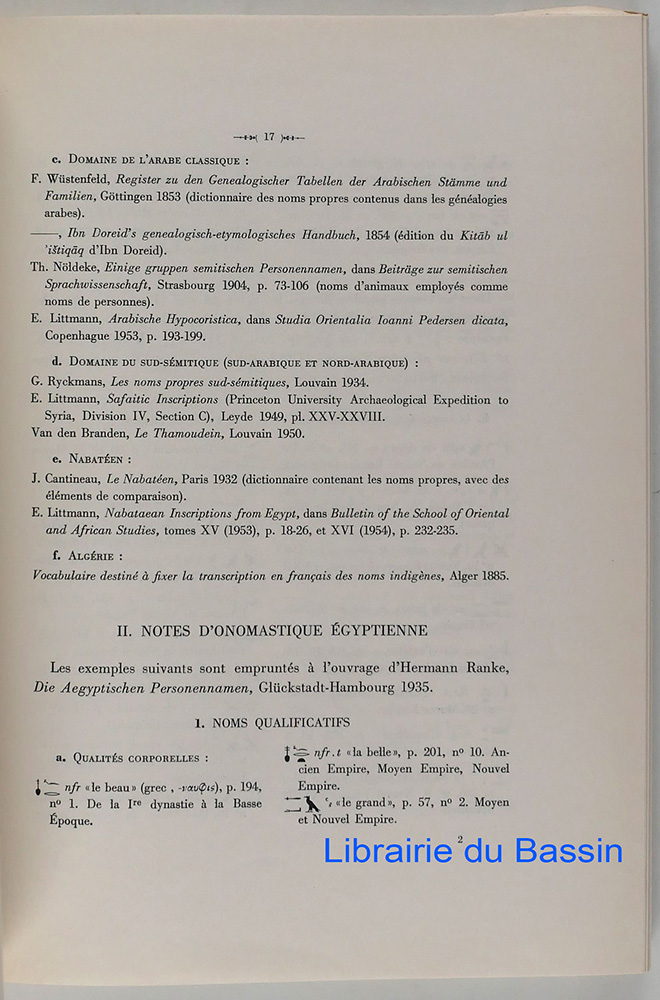 17
c. DOMAINE DE L'ARABE CLASSIQUE :
F. Wüstenfeld, Register zu den Genealogischer Tabellen der Arabischen Stämme und
Familien, Göttingen 1853 (dictionnaire des noms propres contenus dans les généalogies
arabes).
——, Ibn Doreid's genealogisch-etymologisches Handbuch, 1854 (édition du Kitāb ul
'ištiqāq d'Ibn Doreid).
Th. Nöldeke, Einige gruppen semitischen Personennamen, dans Beiträge zur semitischen
Sprachwissenschaft, Strasbourg 1904, p. 73-106 (noms d'animaux employés comme
noms de personnes).
E. Littmann, Arabische Hypocoristica, dans Studia Orientalia Ioanni Pedersen dicata,
Copenhague 1953, p. 193-199.
d. DOMAINE DU SUD-SÉMITIQUE (SUD-ARABIQUE ET NORD-ARABIQUE) :
G. Ryckmans, Les noms propres sud-sémitiques, Louvain 1934.
E. Littmann, Safaitic Inscriptions (Princeton University Archaeological Expedition to
Syria, Division IV, Section C), Leyde 1949, pl. XXV-XXVIII.
Van den Branden, Le Thamoudein, Louvain 1950.
e. NABATÉEN :
J. Cantineau, Le Nabatéen, Paris 1932 (dictionnaire contenant les noms propres, avec des
éléments de comparaison).
E. Littmann, Nabataean Inscriptions from Egypt, dans Bulletin of the School of Oriental
and African Studies, tomes XV (1953), p. 18-26, et XVI (1954), p. 232-235.
f. ALGÉRIE :
Vocabulaire destiné à fixer la transcription en français des noms indigènes, Alger 1885.
II. NOTES D'ONOMASTIQUE ÉGYPTIENNE
Les exemples suivants sont empruntés à l'ouvrage d'Hermann Ranke,
Die Aegyptischen Personennamen, Glückstadt-Hambourg 1935.
1. NOMS QUALIFICATIFS
a. QUALITÉS CORPORELLES :
nfr «le beau» (grec , -ναυφις), p. 194,
n° 1. De la Ire dynastie à la Basse
Époque.
nfr.t «la belle», p. 201, n° 10. An-
cien Empire, Moyen Empire, Nouvel
Empire.
«le grand», p. 57, n° 2. Moyen
et Nouvel Empire.
2
Librairie du Bassin